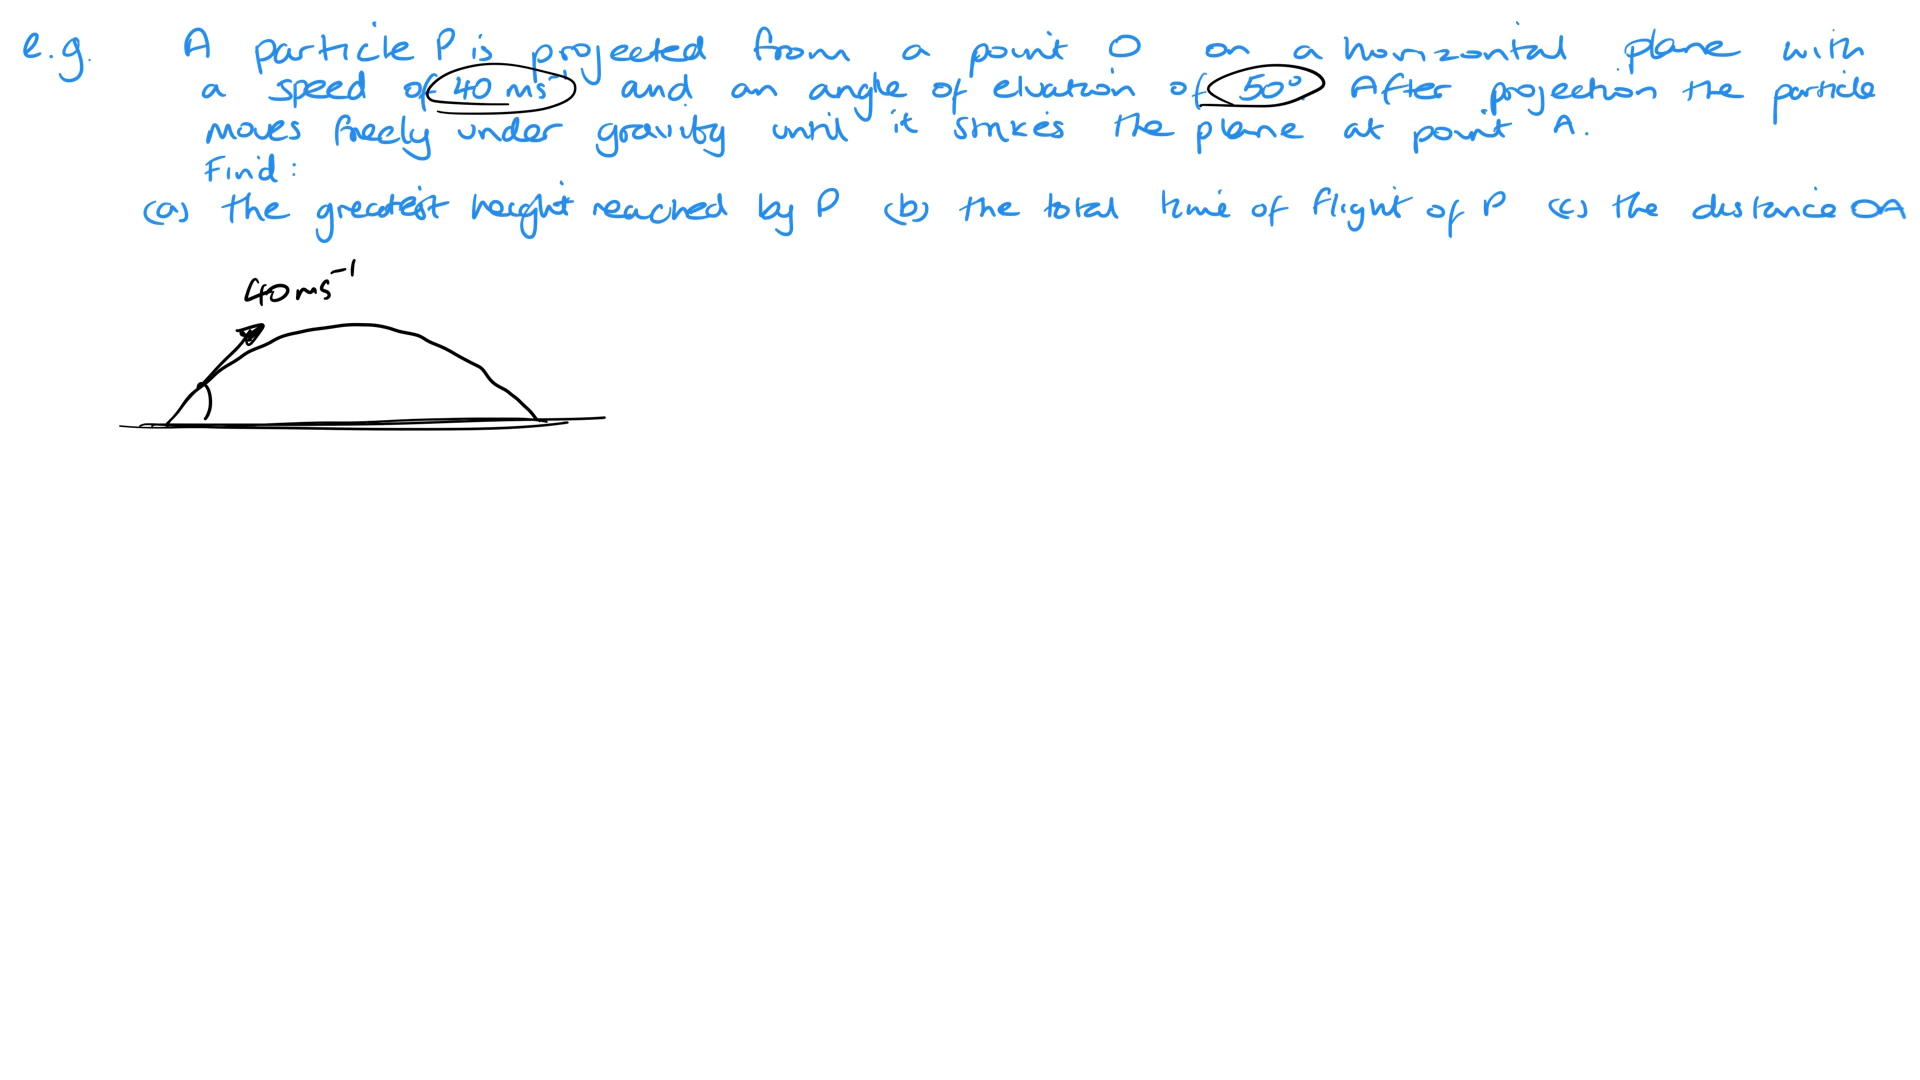 e.g. A particle P is projected from a point O on a horizontal plane with
a speed of 40 ms⁻¹ and an angle of elvation of 50°. After projection the particle
moves freely under gravity until it strikes the plane at point A.
Find:
(a) the greatest height reached by P (b) the total time of flight of P (c) the distance OA
40ms⁻¹